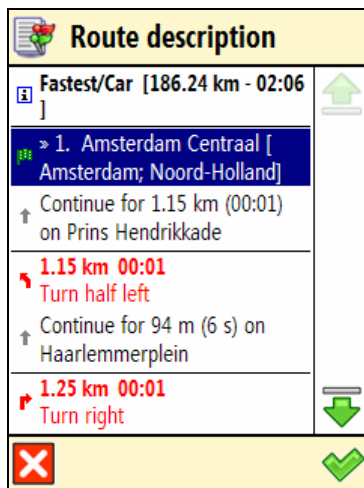 Route description
Fastest/Car [186.24 km - 02:06
]
» 1. Amsterdam Centraal [
Amsterdam; Noord-Holland]
Continue for 1.15 km (00:01)
on Prins Hendrikkade
1.15 km 00:01
Turn half left
Continue for 94 m (6 s) on
Haarlemmerplein
1.25 km 00:01
Turn right